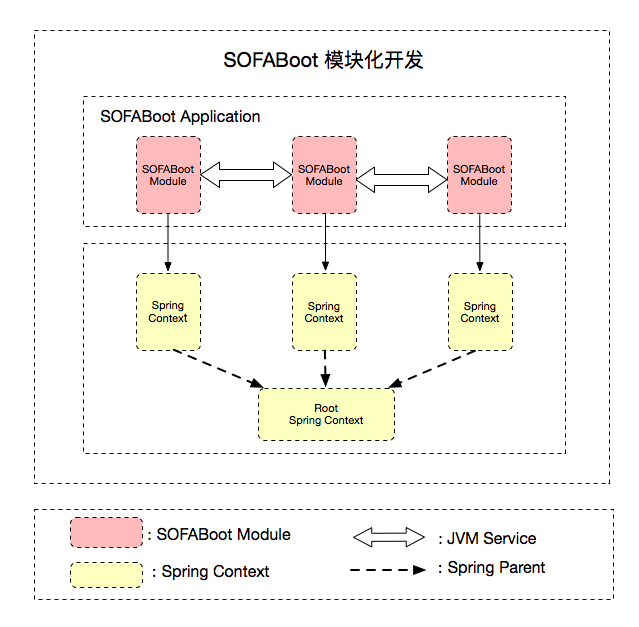 SOFABoot 模块化开发
SOFABoot Application
SOFABoot
Module
SOFABoot
Module
SOFABoot
Module
Spring
Context
Spring
Context
Spring
Context
Root
Spring Context
: SOFABoot Module
: JVM Service
: Spring Context
: Spring Parent